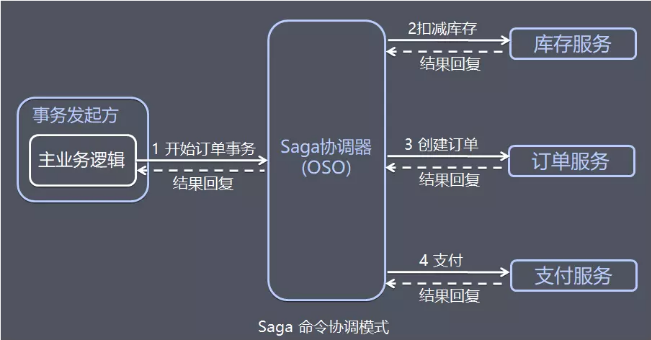 2扣减库存
库存服务
结果回复
事务发起方
主业务逻辑
1 开始订单事务
结果回复
Saga协调器
(OSO)
3 创建订单
订单服务
结果回复
4 支付
支付服务
结果回复
Saga 命令协调模式